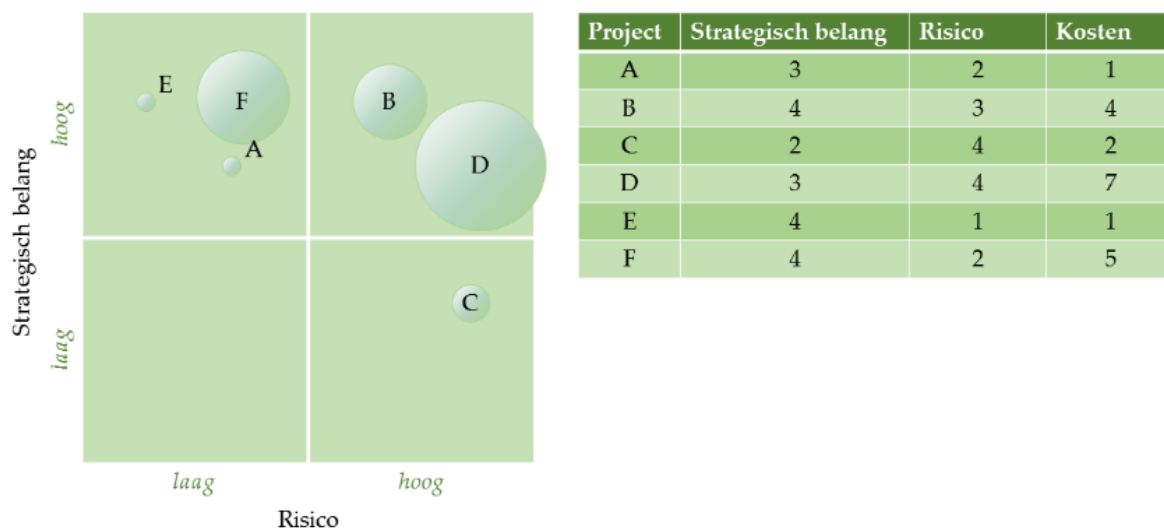 E
F
A
B
D
C
hoog
laag
Strategisch belang
laag
hoog
Risico
Project Strategisch belang Risico Kosten
A 3 2 1
B 4 3 4
C 2 4 2
D 3 4 7
E 4 1 1
F 4 2 5